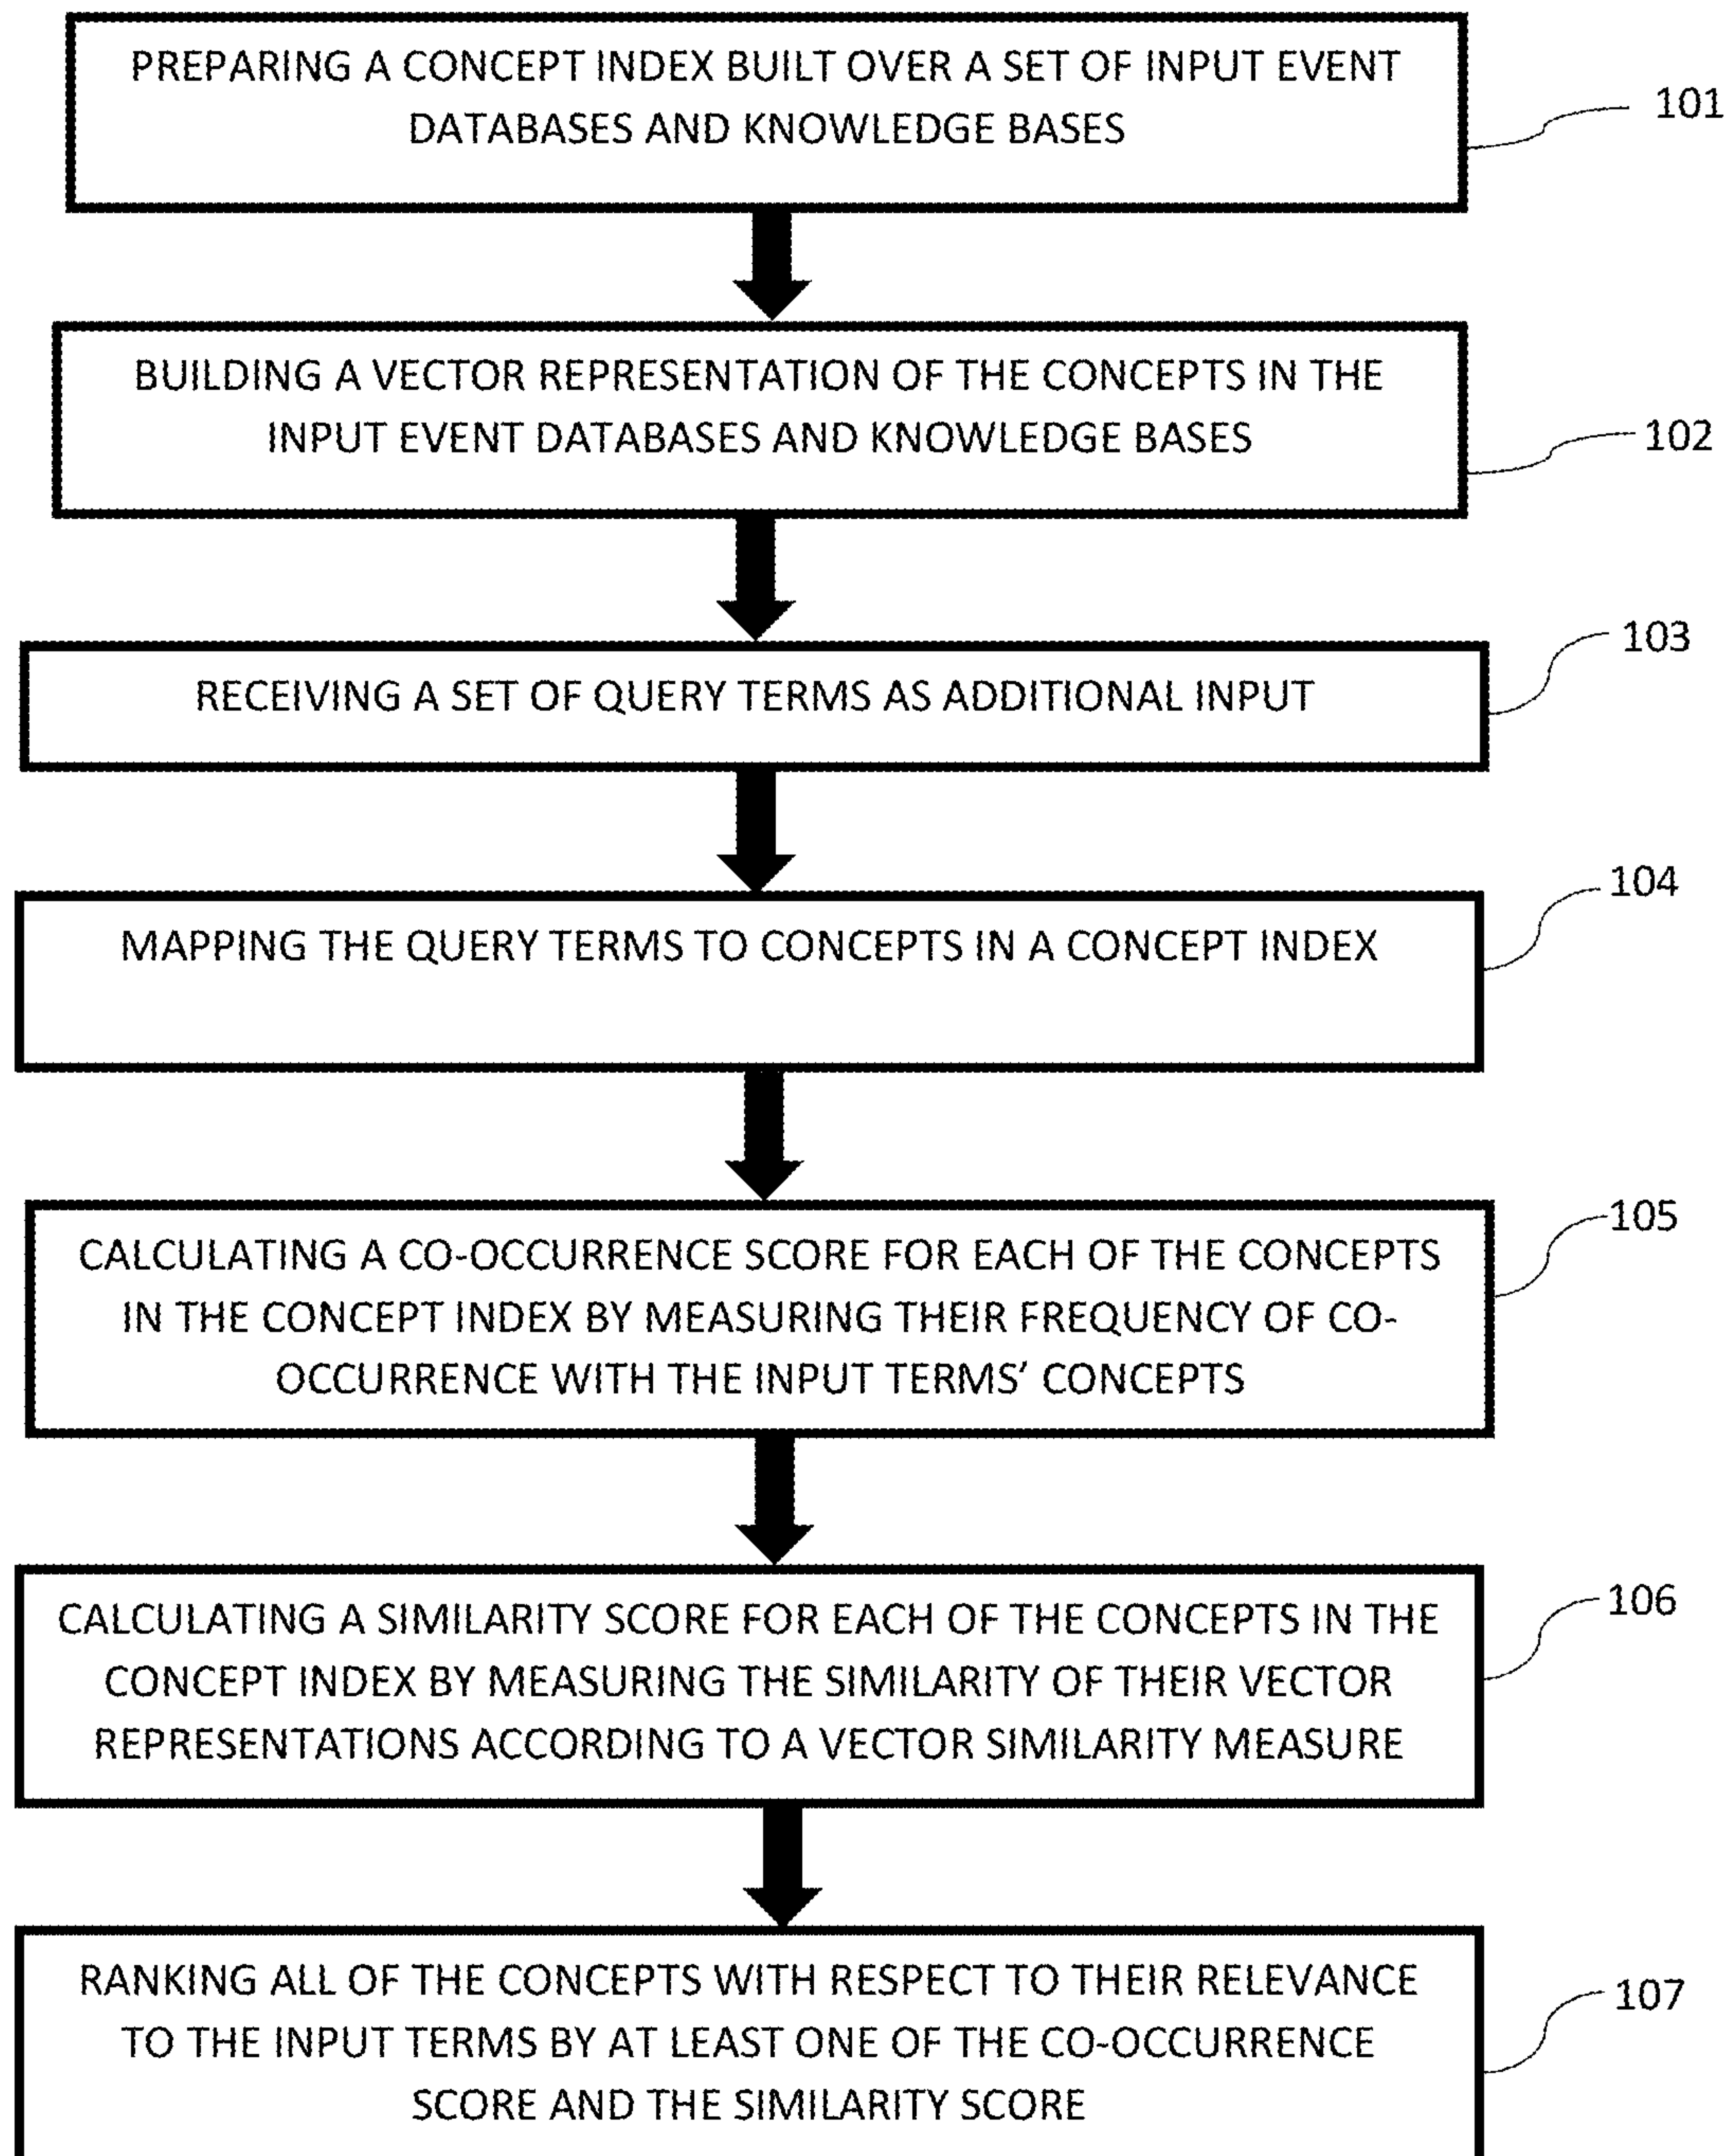 PREPARING A CONCEPT INDEX BUILT OVER A SET OF INPUT EVENT
DATABASES AND KNOWLEDGE BASES
101
BUILDING A VECTOR REPRESENTATION OF THE CONCEPTS IN THE
INPUT EVENT DATABASES AND KNOWLEDGE BASES
102
RECEIVING A SET OF QUERY TERMS AS ADDITIONAL INPUT
103
MAPPING THE QUERY TERMS TO CONCEPTS IN A CONCEPT INDEX
104
CALCULATING A CO-OCCURRENCE SCORE FOR EACH OF THE CONCEPTS
IN THE CONCEPT INDEX BY MEASURING THEIR FREQUENCY OF CO-
OCCURRENCE WITH THE INPUT TERMS’ CONCEPTS
105
CALCULATING A SIMILARITY SCORE FOR EACH OF THE CONCEPTS IN THE
CONCEPT INDEX BY MEASURING THE SIMILARITY OF THEIR VECTOR
REPRESENTATIONS ACCORDING TO A VECTOR SIMILARITY MEASURE
106
RANKING ALL OF THE CONCEPTS WITH RESPECT TO THEIR RELEVANCE
TO THE INPUT TERMS BY AT LEAST ONE OF THE CO-OCCURRENCE
SCORE AND THE SIMILARITY SCORE
107